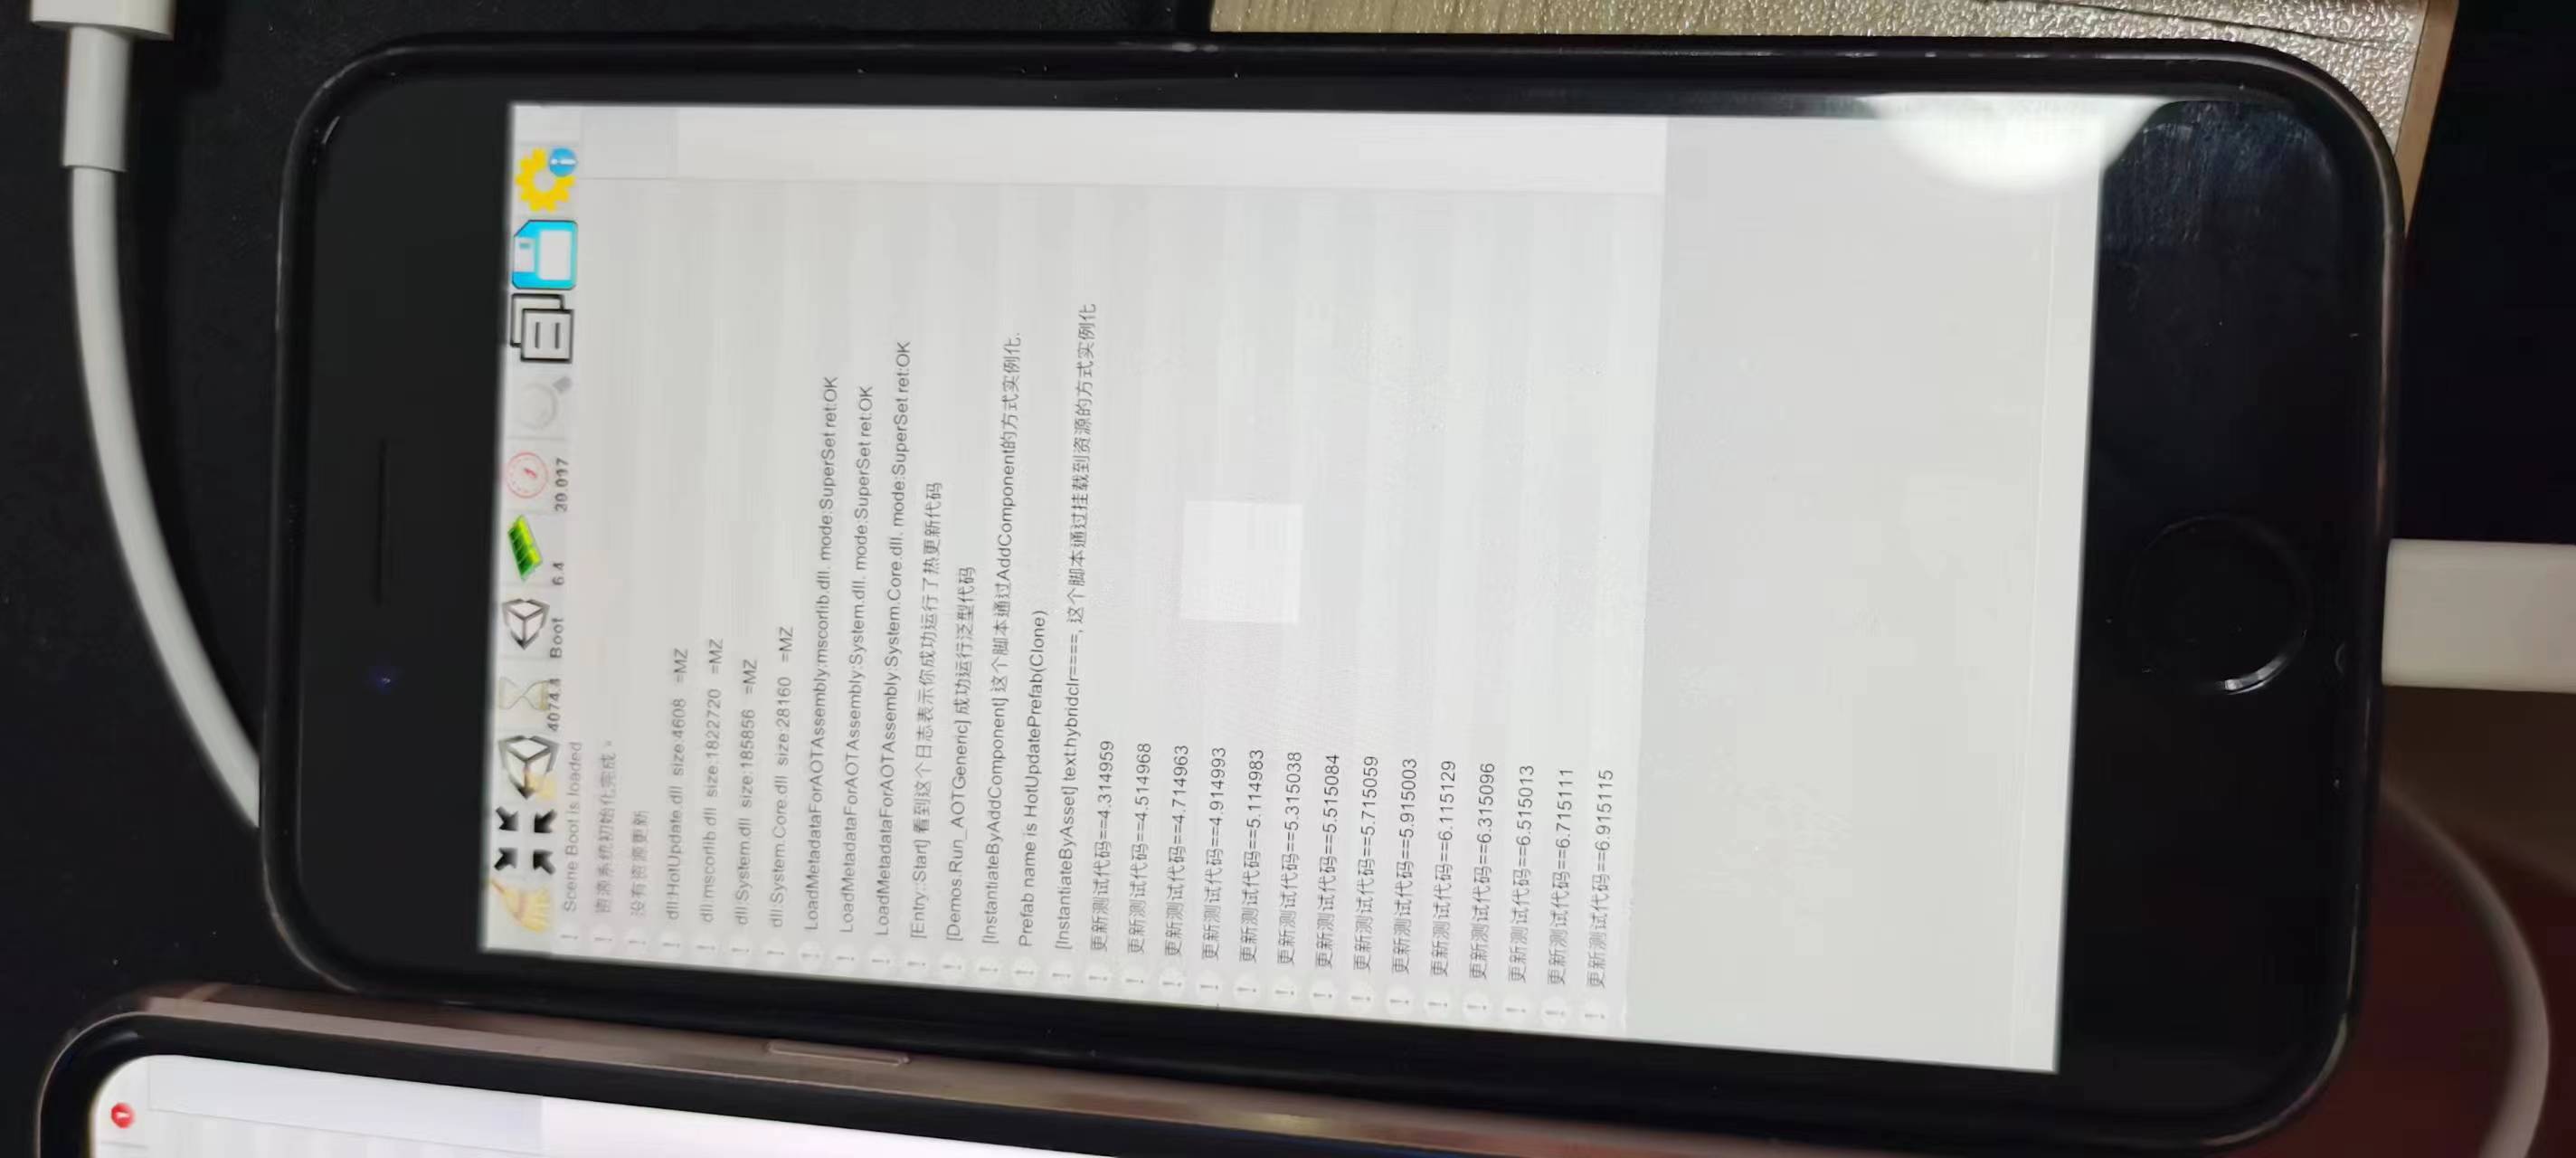 40744 Boot 6.4 30.097
Scene Boot is loaded
资源系统初始化完成。
没有资源更新
dll:HotUpdate.dll size:4608 =MZ
dll:mscorlib.dll size:1822720 =MZ
dll:System.dll size:185856 =MZ
dll:System.Core.dll size:28160 =MZ
LoadMetadataForAOTAssembly:mscorlib.dll. mode:SuperSet ret:OK
LoadMetadataForAOTAssembly:System.dll. mode:SuperSet ret:OK
LoadMetadataForAOTAssembly:System.Core.dll. mode:SuperSet ret:OK
[Entry::Start] 看到这个日志表示你成功运行了热更新代码
[Demos.Run_AOTGeneric] 成功运行泛型代码
[InstantiateByAddComponent] 这个脚本通过AddComponent的方式实例化.
Prefab name is HotUpdatePrefab(Clone)
[InstantiateByAsset] text:hybridclr====, 这个脚本通过挂载到资源的方式实例化
更新测试代码==4.314959
更新测试代码==4.514968
更新测试代码==4.714963
更新测试代码==4.914993
更新测试代码==5.114983
更新测试代码==5.315038
更新测试代码==5.515084
更新测试代码==5.715059
更新测试代码==5.915003
更新测试代码==6.115129
更新测试代码==6.315096
更新测试代码==6.515013
更新测试代码==6.715111
更新测试代码==6.915115